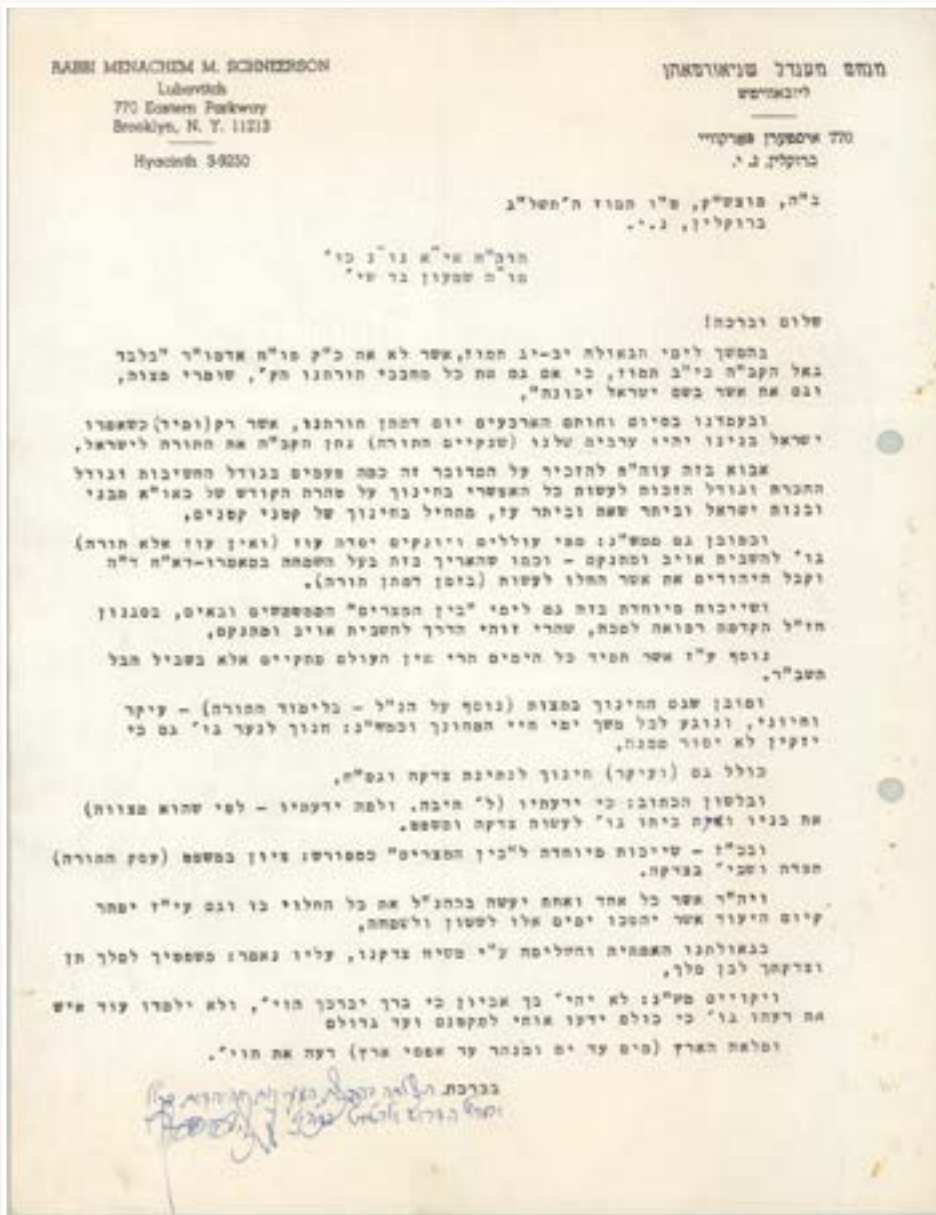 RABBI MENACHEM M. SCHNEERSON
Lubavitch
770 Eastern Parkway
Brooklyn, N. Y. 11213
Hyacinth 3-9250
מנחם מענדל שניאורסאהן
ליובאוויטש
770 איסטערן פארקוויי
ברוקלין, נ. י.
ב"ה, מוצש"ק, ט"ו תמוז ה'תשל"ג
ברוקלין, נ.י.
הוו"ח אי"א נו"נ כו'
מו"ה שמעון בר שי'
שלום וברכה!
בהמשך לימי הגאולה יב-יג תמוז, אשר לא את כ"ק מו"ח אדמו"ר "בלבד
גאל הקב"ה בי"ב תמוז, כי אם גם את כל מחבבי תורתנו הק', שומרי מצוה,
וגם את אשר בשם ישראל יכונה",
ובעמדנו בסיום וחותם הארבעים יום דמתן תורתנו, אשר רק (ומיד) כשאמרו
ישראל בנינו יהיו ערבים שלנו (שנקיים התורה) נתן הקב"ה את התורה לישראל,
אבוא בזה עוה"פ להזכיר על המדובר זה כמה פעמים בגודל החשיבות וגודל
ההכרח וגודל הזכות לעשות כל האפשרי בחינוך על טהרת הקודש של כאו"א מבני
ובנות ישראל וביתר שאת וביתר עז, מתחיל בחינוך של קטני קטנים,
וכמובן גם ממש"נ: מפי עוללים ויונקים יסדת עוז (ואין עוז אלא תורה)
גו' להשבית אויב ומתנקם - וכמו שהאריך בזה בעל השמחה במאמרו-דא"ח ד"ה
וקבל היהודים את אשר החלו לעשות (בזמן דמתן תורה).
ושייכות מיוחדת בזה גם לימי "בין המצרים" הממשמשים ובאים, בסגנון
חז"ל הקדמה רפואה למכה, שהרי זוהי הדרך להשבית אויב ומתנקם,
נוסף ע"ז אשר תמיד כל הימים הרי אין העולם מתקיים אלא בשביל הבל
תשב"ר.
ומובן שגם החינוך במצות (נוסף על הנ"ל - בלימוד התורה) - עיקר
וחיוני, ונוגע לכל משך ימי חיי המחונך וכמש"נ: חנוך לנער גו' גם כי
יזקין לא יסור ממנה,
כולל גם (ועיקר) חינוך לנתינת צדקה וגמ"ח,
ובלשון הכתוב: כי ידעתיו (ל' חיבה. ולמה ידעתיו - לפי שהוא מצווה)
את בניו ואת ביתו גו' לעשות צדקה ומשפט.
ובכ"ז - שייכות מיוחדת ל"בין המצרים" כמפורש: ציון במשפט (עסק התורה)
תפדה ושבי' בצדקה.
ויה"ר אשר כל אחד ואחת יעשה בכהנ"ל את כל התלוי בו וגם עי"ז ימהר
קיום היעוד אשר יהפכו ימים אלו לששון ולשמחה,
בגאולתנו האמתית והשלימה ע"י משיח צדקנו, עליו נאמר: משפטיך למלך תן
וצדקתך לבן מלך,
ויקויים מש"נ: לא יהי' בך אביון כי ברך יברכך הוי', ולא ילמדו עוד איש
את רעהו גו' כי כולם ידעו אותי למקטנם ועד גדולם
ומלאה הארץ (מים עד ים ומנהר עד אפסי ארץ) דעה את הוי'.
בברכת